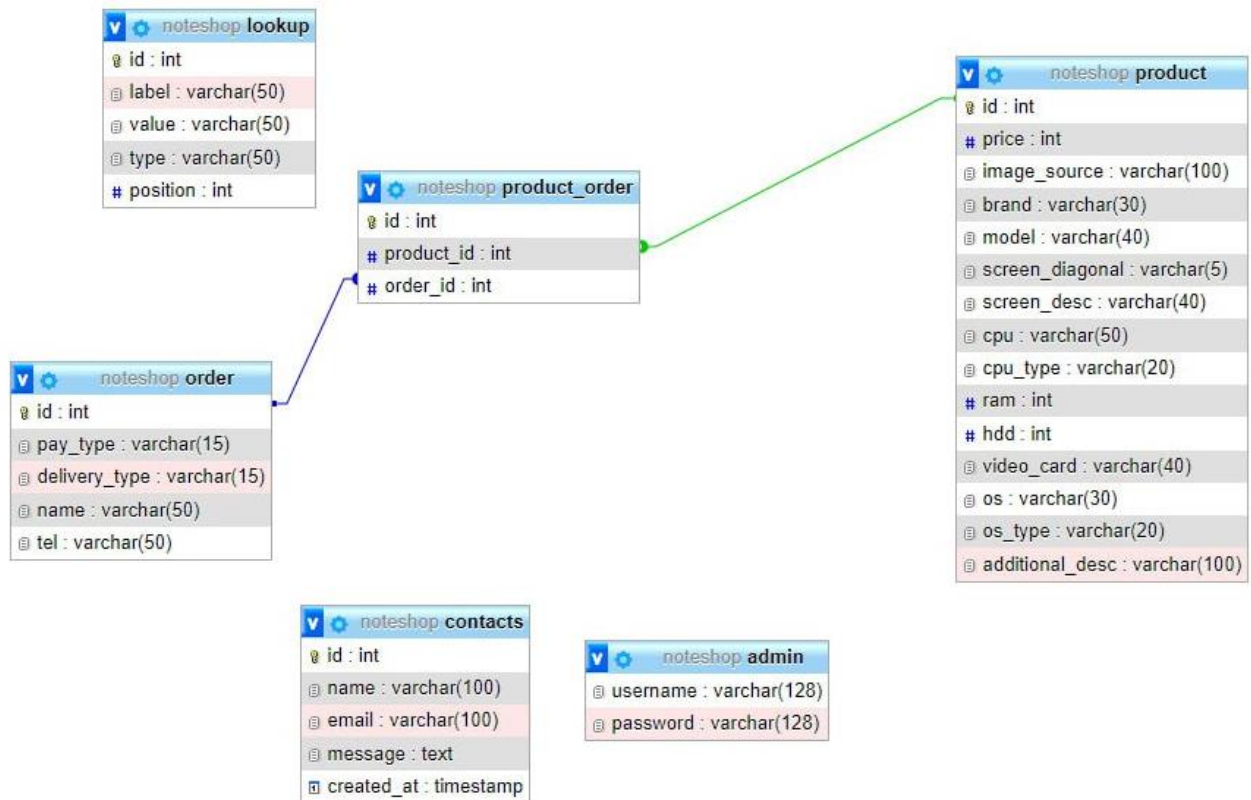 noteshop lookup
id : int
label : varchar(50)
value : varchar(50)
type : varchar(50)
# position : int
noteshop product_order
id : int
# product_id : int
# order_id : int
noteshop product
id : int
# price : int
image_source : varchar(100)
brand : varchar(30)
model : varchar(40)
screen_diagonal : varchar(5)
screen_desc : varchar(40)
cpu : varchar(50)
cpu_type : varchar(20)
# ram : int
# hdd : int
video_card : varchar(40)
os : varchar(30)
os_type : varchar(20)
additional_desc : varchar(100)
noteshop order
id : int
pay_type : varchar(15)
delivery_type : varchar(15)
name : varchar(50)
tel : varchar(50)
noteshop contacts
id : int
name : varchar(100)
email : varchar(100)
message : text
created_at : timestamp
noteshop admin
username : varchar(128)
password : varchar(128)